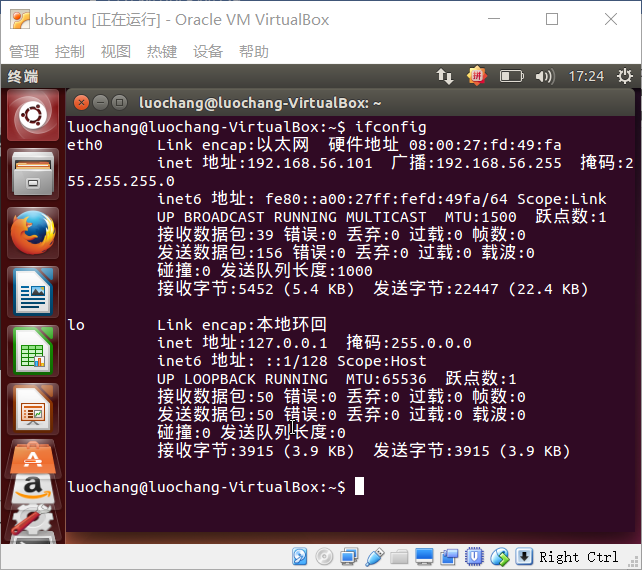 ubuntu [正在运行] - Oracle VM VirtualBox
管理 控制 视图 热键 设备 帮助
终端 拼 17:24
luochang@luochang-VirtualBox: ~
luochang@luochang-VirtualBox:~$ ifconfig
eth0 Link encap:以太网 硬件地址 08:00:27:fd:49:fa
inet 地址:192.168.56.101 广播:192.168.56.255 掩码:2
55.255.255.0
inet6 地址: fe80::a00:27ff:fefd:49fa/64 Scope:Link
UP BROADCAST RUNNING MULTICAST MTU:1500 跃点数:1
接收数据包:39 错误:0 丢弃:0 过载:0 帧数:0
发送数据包:156 错误:0 丢弃:0 过载:0 载波:0
碰撞:0 发送队列长度:1000
接收字节:5452 (5.4 KB) 发送字节:22447 (22.4 KB)
lo Link encap:本地环回
inet 地址:127.0.0.1 掩码:255.0.0.0
inet6 地址: ::1/128 Scope:Host
UP LOOPBACK RUNNING MTU:65536 跃点数:1
接收数据包:50 错误:0 丢弃:0 过载:0 帧数:0
发送数据包:50 错误:0 丢弃:0 过载:0 载波:0
碰撞:0 发送队列长度:0
接收字节:3915 (3.9 KB) 发送字节:3915 (3.9 KB)
luochang@luochang-VirtualBox:~$
Right Ctrl